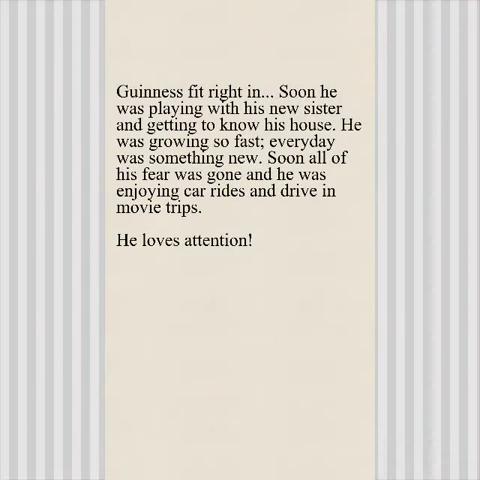 Guinness fit right in... Soon he
was playing with his new sister
and getting to know his house. He
was growing so fast; everyday
was something new. Soon all of
his fear was gone and he was
enjoying car rides and drive in
movie trips.
He loves attention!